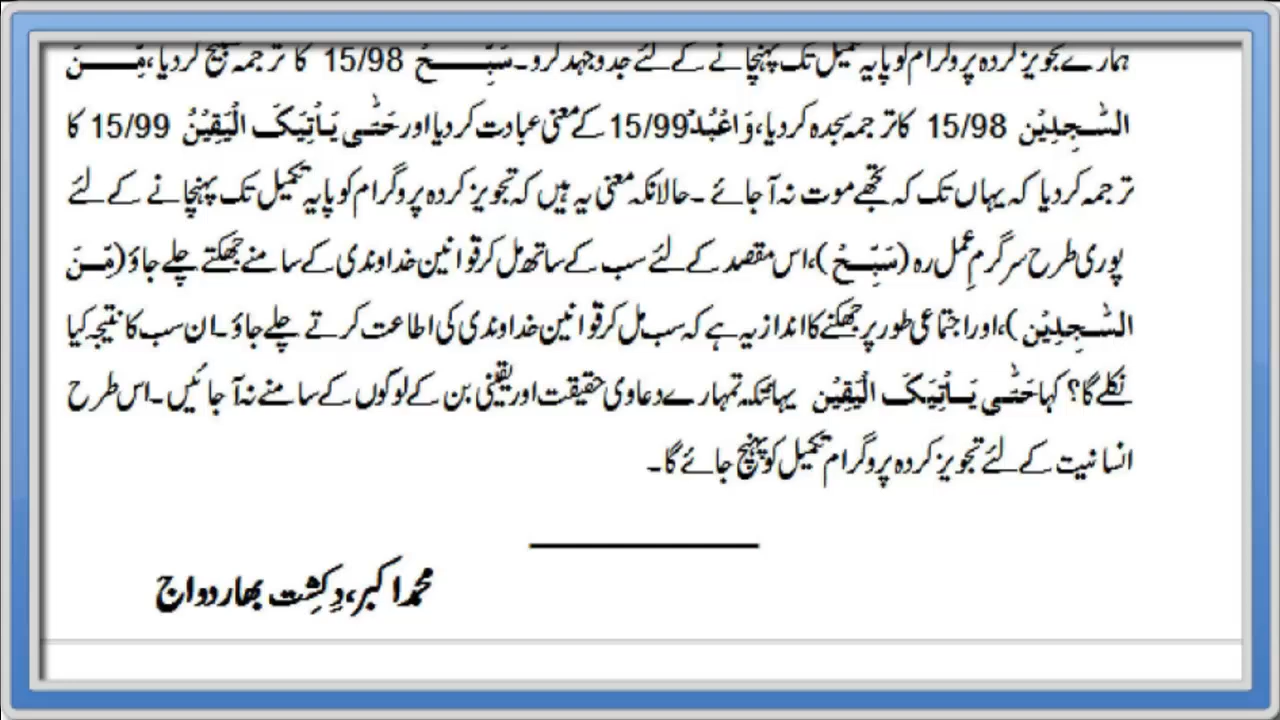 ہمارے تجویز کردہ پروگرام کو پایہ تکمیل تک پہنچانے کے لئے جدوجہد کرو۔ سَبِّحْ 15/98 کا ترجمہ تسبیح کردیا، مِّنَ
السّٰجِدِیْن 15/98 کا ترجمہ سجدہ کردیا، وَاعْبُدْ 15/99 کے معنی عبادت کردیا اور حَتّٰی یَاْتِیَکَ الْیَقِیْنُ 15/99 کا
ترجمہ کردیا کہ یہاں تک کہ تجھے موت نہ آجائے۔ حالانکہ معنی یہ ہیں کہ تجویز کردہ پروگرام کو پایہ تکمیل تک پہنچانے کے لئے
پوری طرح سرگرمِ عمل رہ (سَبِّحْ)، اس مقصد کے لئے سب کے ساتھ مل کر قوانین خداوندی کے سامنے جھکتے چلے جاؤ (مِّنَ
السّٰجِدِیْن)، اور اجتماعی طور پر جھکنے کا انداز یہ ہے کہ سب مل کر قوانین خداوندی کی اطاعت کرتے چلے جاؤ۔ ان سب کا نتیجہ کیا
نکلے گا؟ کہا حَتّٰی یَاْتِیَکَ الْیَقِیْن یہانتکہ تمہارے دعاوی حقیقت اور یقینی بن کے لوگوں کے سامنے نہ آ جائیں۔ اس طرح
انسانیت کے لئے تجویز کردہ پروگرام تکمیل کو پہنچ جائے گا۔
محمد اکبر، دِکشِت بھاردواج